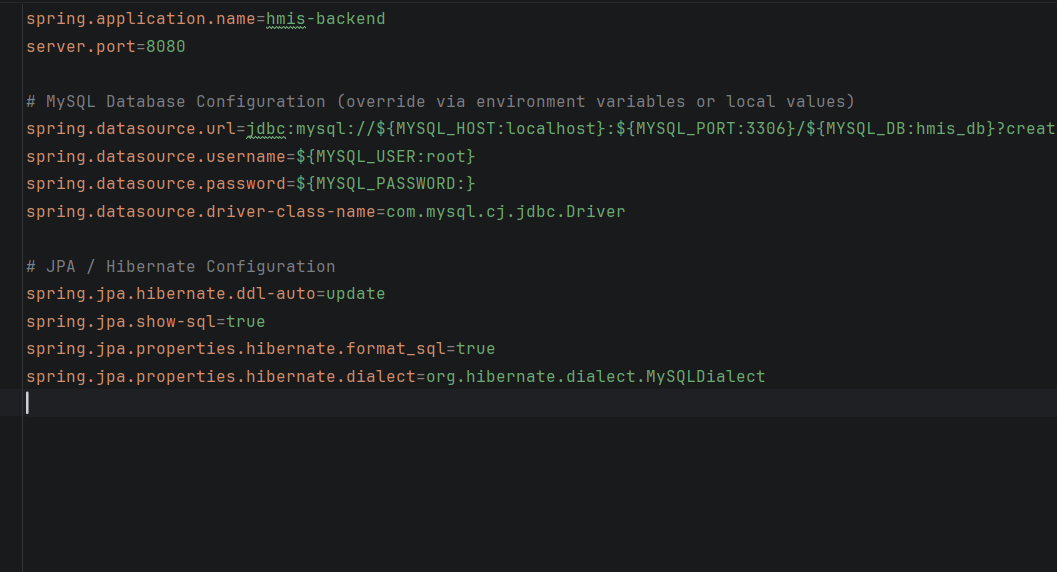 spring.application.name=hmis-backend
server.port=8080
# MySQL Database Configuration (override via environment variables or local values)
spring.datasource.url=jdbc:mysql://${MYSQL_HOST:localhost}:${MYSQL_PORT:3306}/${MYSQL_DB:hmis_db}?creat
spring.datasource.username=${MYSQL_USER:root}
spring.datasource.password=${MYSQL_PASSWORD:}
spring.datasource.driver-class-name=com.mysql.cj.jdbc.Driver
# JPA / Hibernate Configuration
spring.jpa.hibernate.ddl-auto=update
spring.jpa.show-sql=true
spring.jpa.properties.hibernate.format_sql=true
spring.jpa.properties.hibernate.dialect=org.hibernate.dialect.MySQLDialect